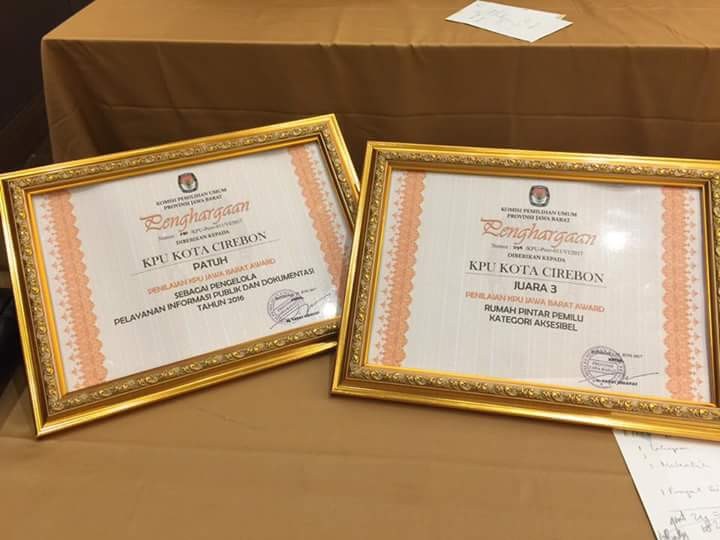 KOMISI PEMILIHAN UMUM
PROVINSI JAWA BARAT
Penghargaan
DIBERIKAN KEPADA
KPU KOTA CIREBON
PATUH
PENILAIAN KPU JAWA BARAT AWARD
SEBAGAI PENGELOLA
PELAYANAN INFORMASI PUBLIK DAN DOKUMENTASI
TAHUN 2016
KOMISI PEMILIHAN UMUM
PROVINSI JAWA BARAT
Penghargaan
DIBERIKAN KEPADA
KPU KOTA CIREBON
JUARA 3
PENILAIAN KPU JAWA BARAT AWARD
RUMAH PINTAR PEMILU
KATEGORI AKSESIBEL